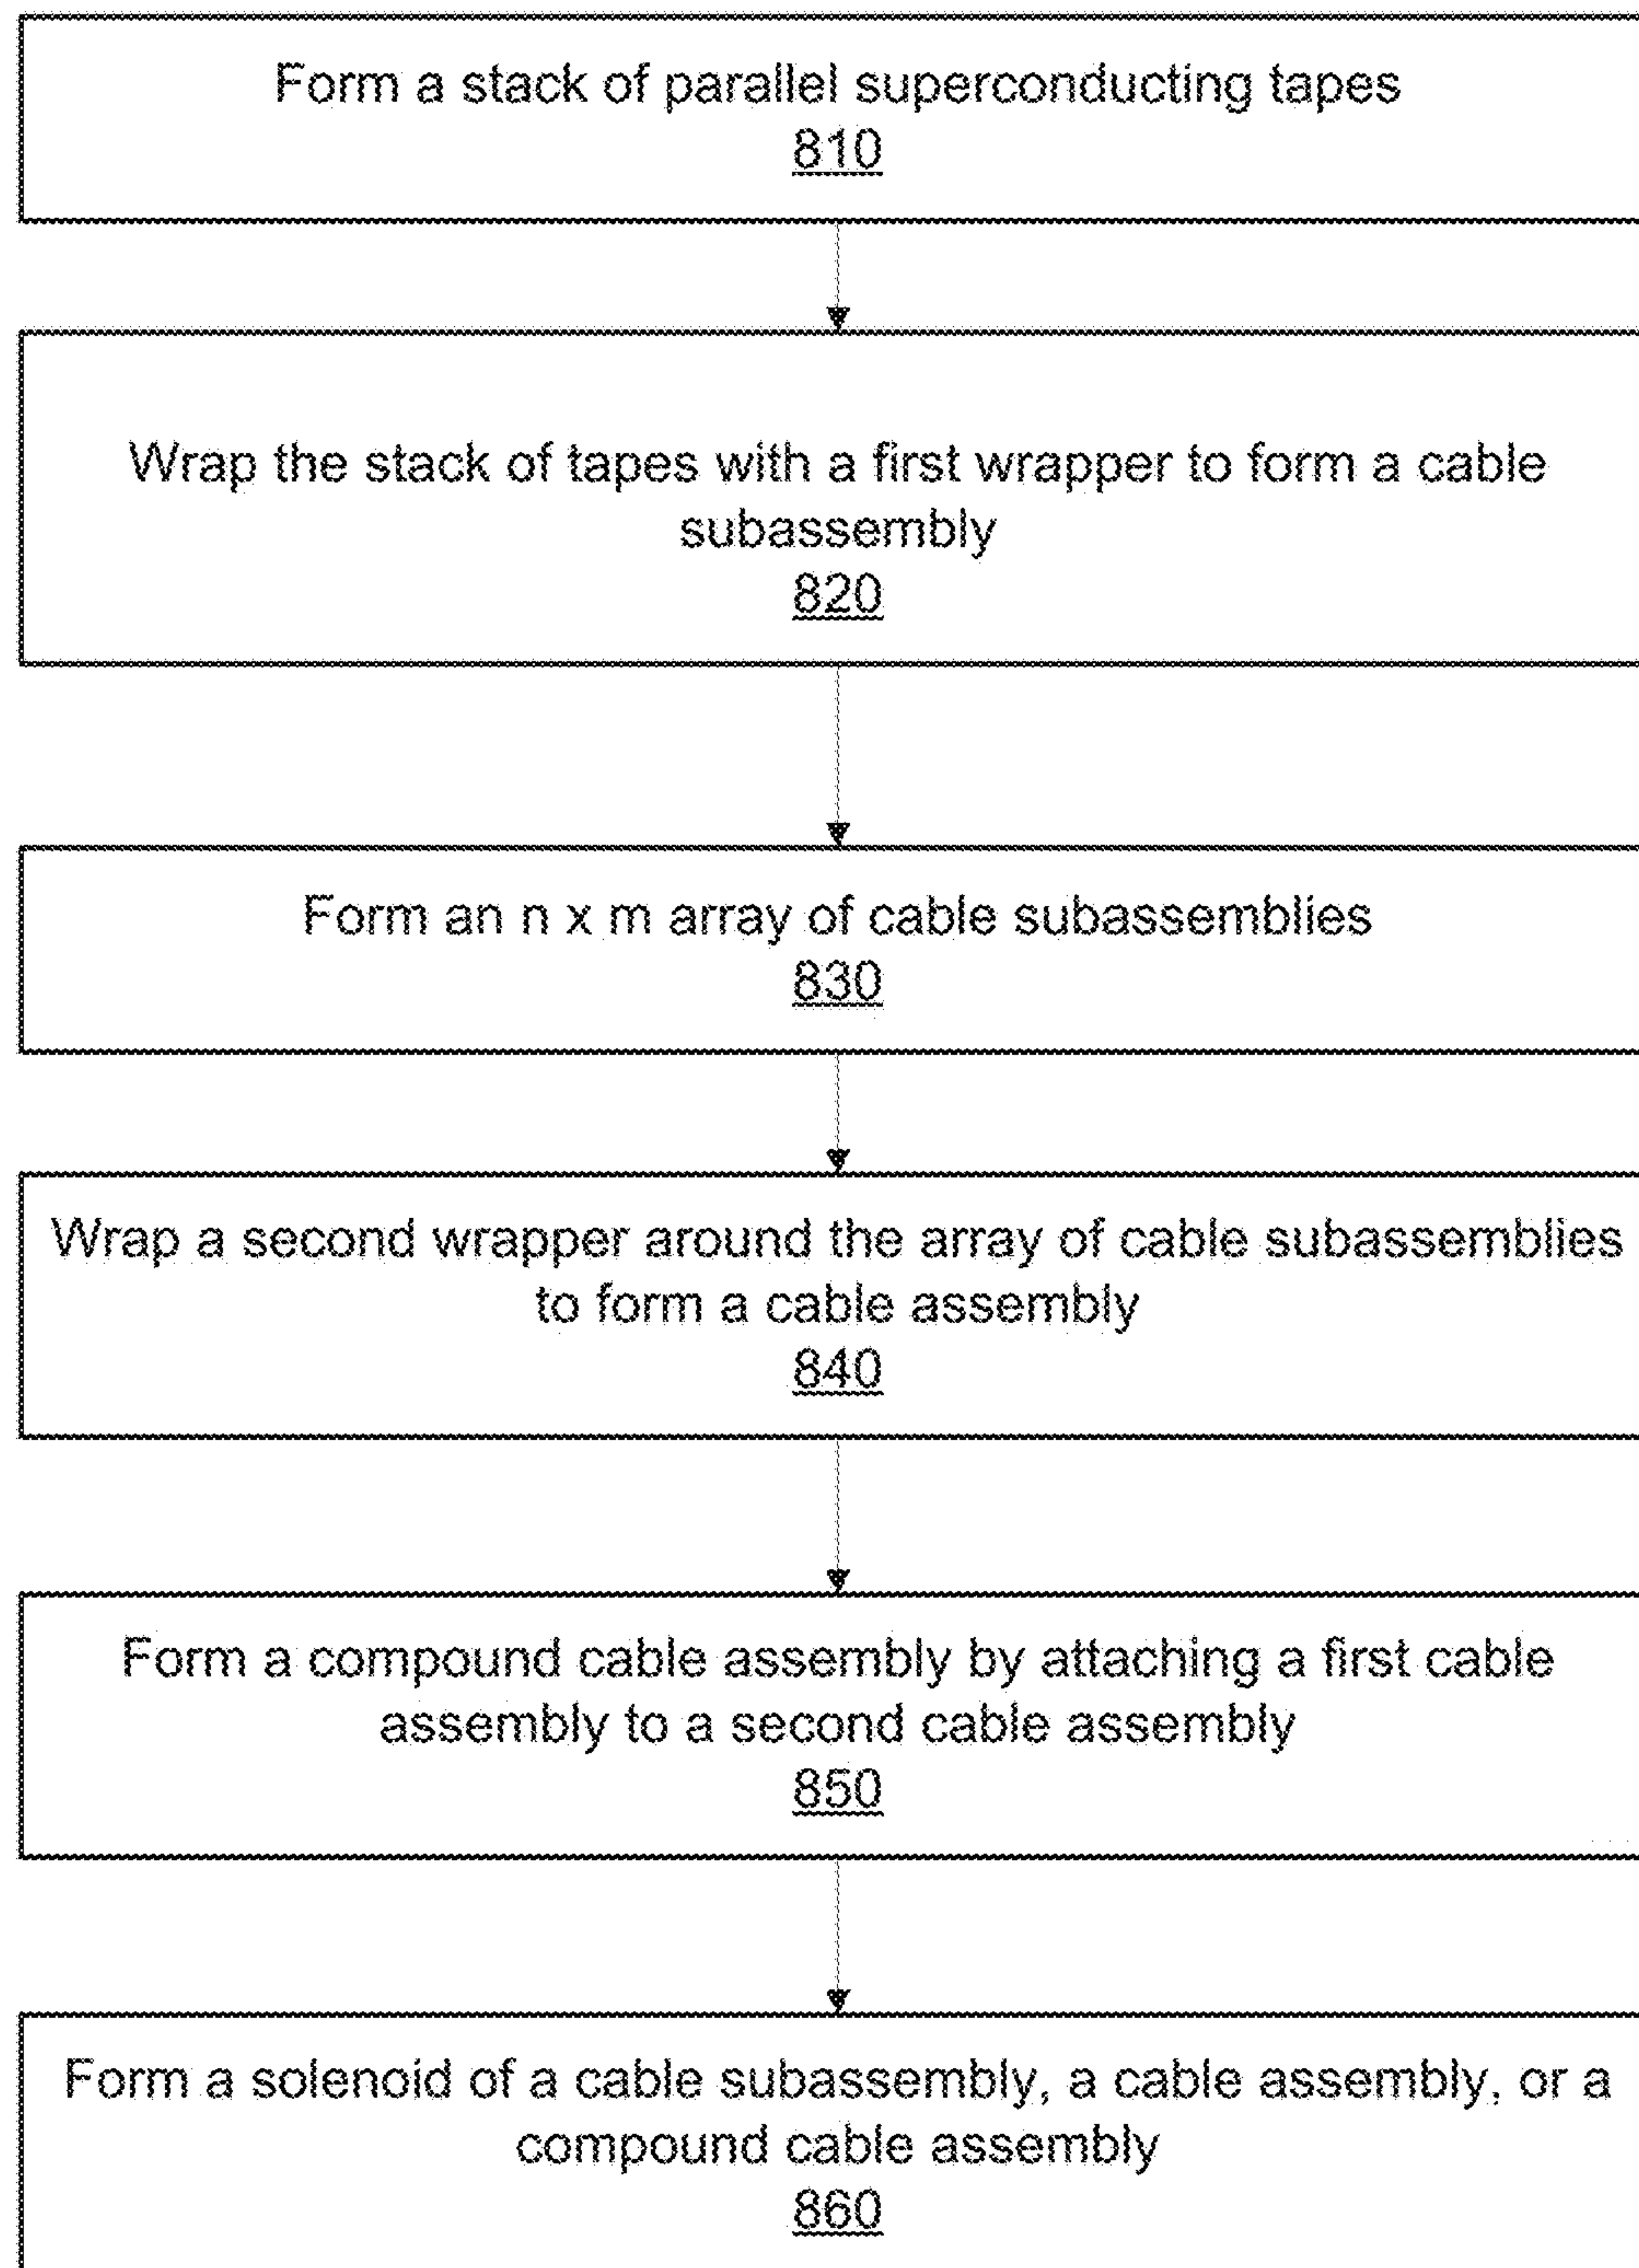 Form a stack of parallel superconducting tapes
810
Wrap the stack of tapes with a first wrapper to form a cable
subassembly
820
Form an n x m array of cable subassemblies
830
Wrap a second wrapper around the array of cable subassemblies
to form a cable assembly
840
Form a compound cable assembly by attaching a first cable
assembly to a second cable assembly
850
Form a solenoid of a cable subassembly, a cable assembly, or a
compound cable assembly
860